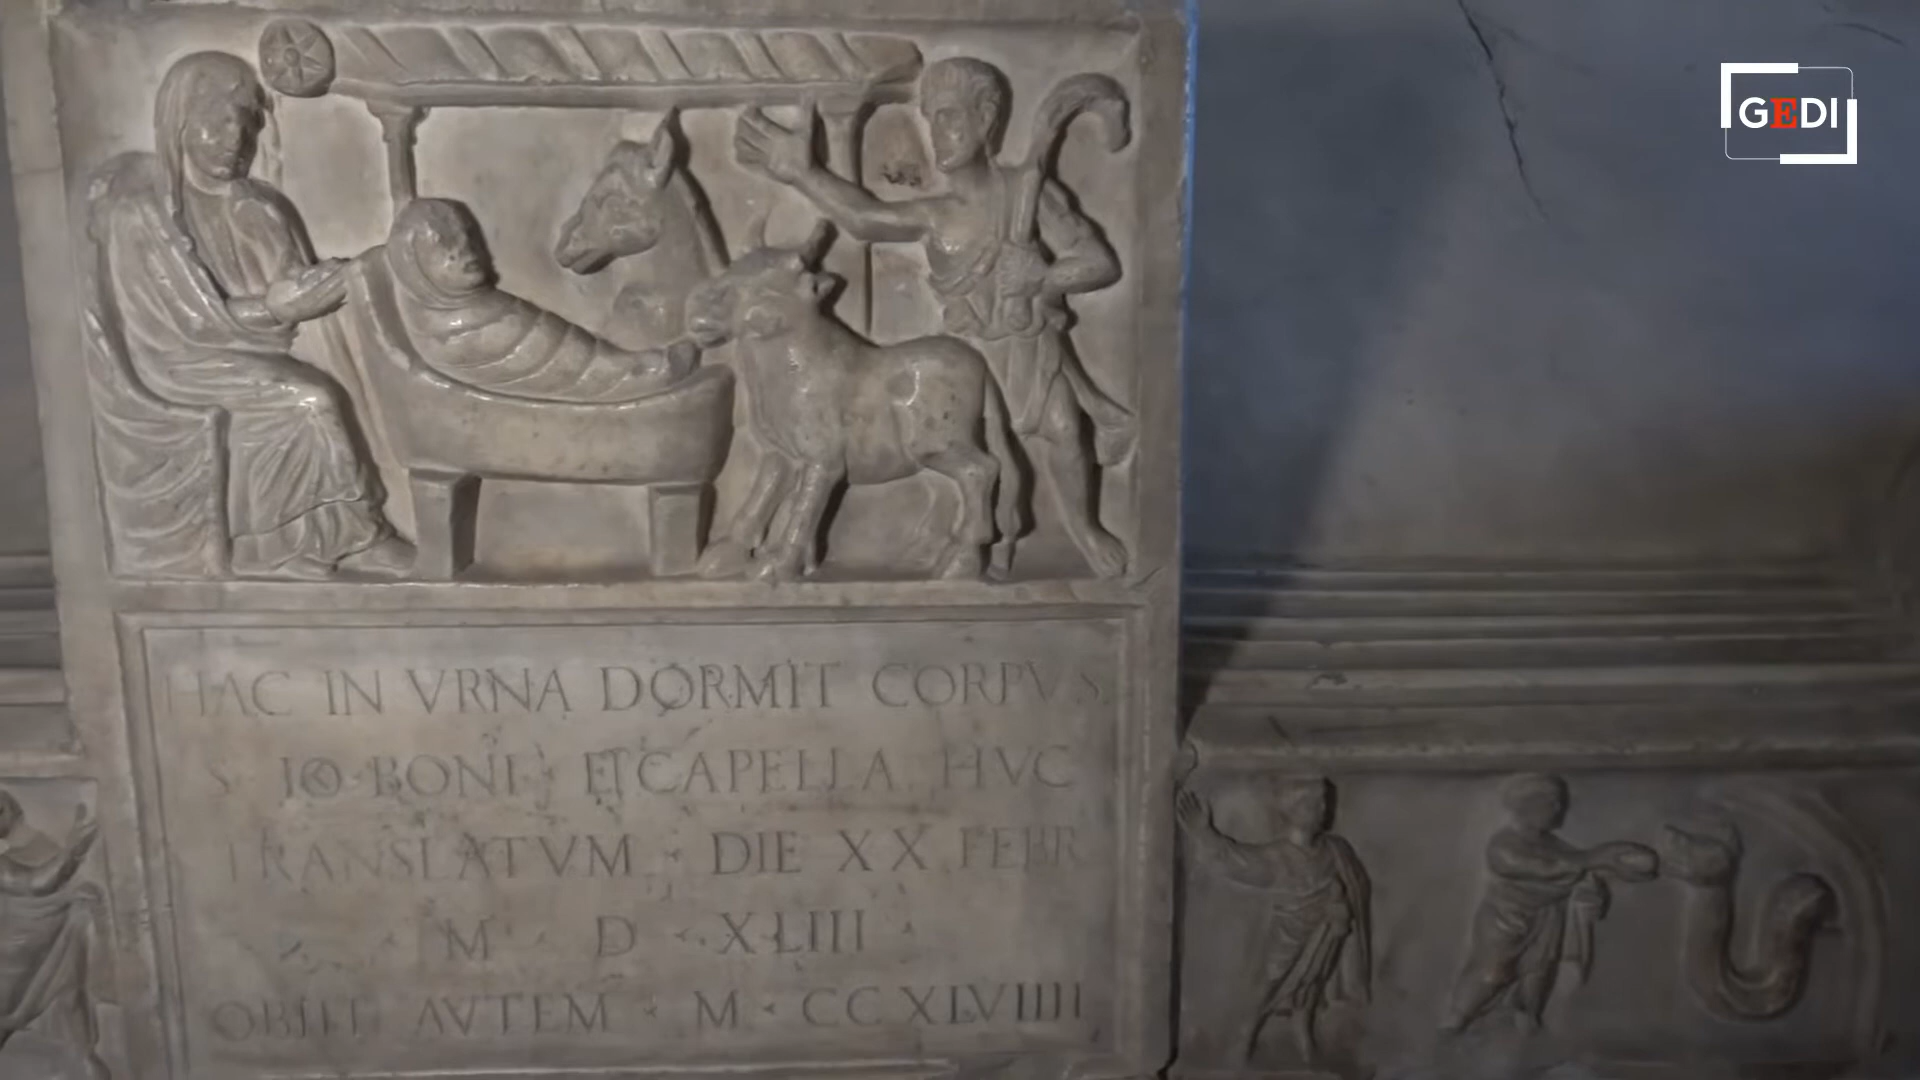 GEDI
HAC IN VRNA DORMIT CORPVS
S IO BONI ET CAPELLA HVC
TRANSLATVM DIE XX FEBR
M D XLIII
OBIIT AVTEM M CC XLVIIII